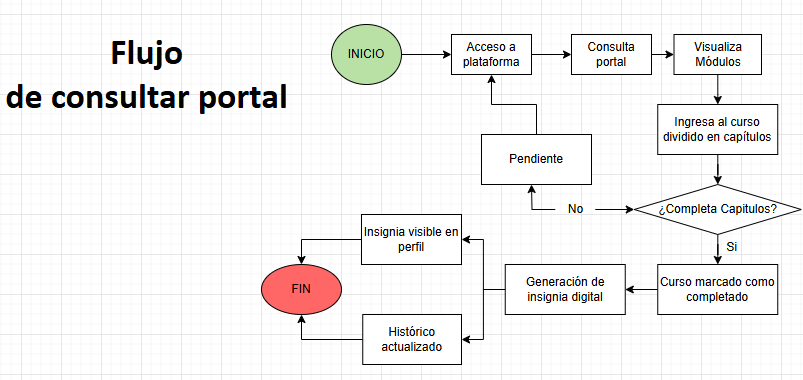 Flujo
de consultar portal
INICIO
Acceso a
plataforma
Consulta
portal
Visualiza
Módulos
Ingresa al curso
dividido en capítulos
Pendiente
No
¿Completa Capitulos?
Si
Insignia visible en
perfil
Generación de
insignia digital
Curso marcado como
completado
FIN
Histórico
actualizado